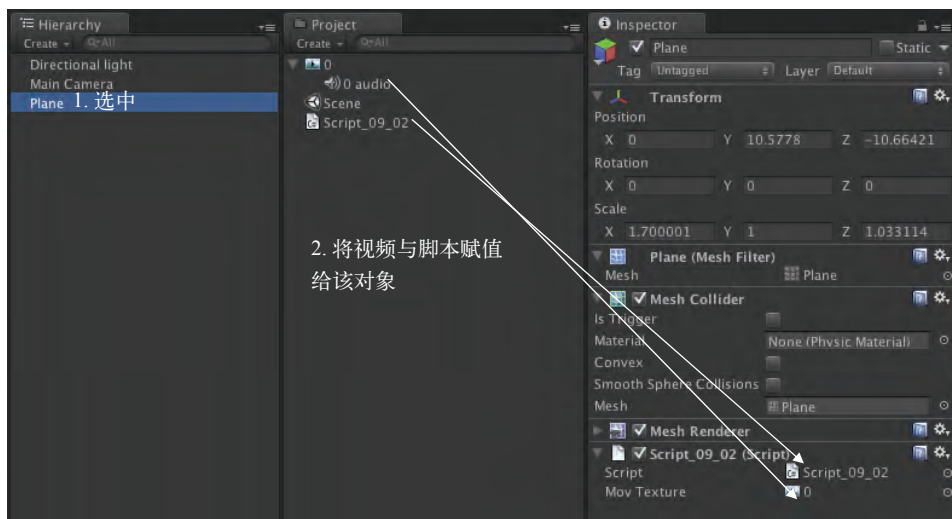 Hierarchy
Create
All
Directional light
Main Camera
Plane
1. 选中
Project
Create
All
0
0 audio
Scene
Script_09_02
2. 将视频与脚本赋值
给该对象
Inspector
Plane
Static
Tag Untagged Layer Default
Transform
Position
X 0 Y 10.5778 Z -10.66421
Rotation
X 0 Y 0 Z 0
Scale
X 1.700001 Y 1 Z 1.033114
Plane (Mesh Filter)
Mesh Plane
Mesh Collider
Is Trigger
Material None (Physic Material)
Convex
Smooth Sphere Collisions
Mesh Plane
Mesh Renderer
Script_09_02 (Script)
Script Script_09_02
Mov Texture 0